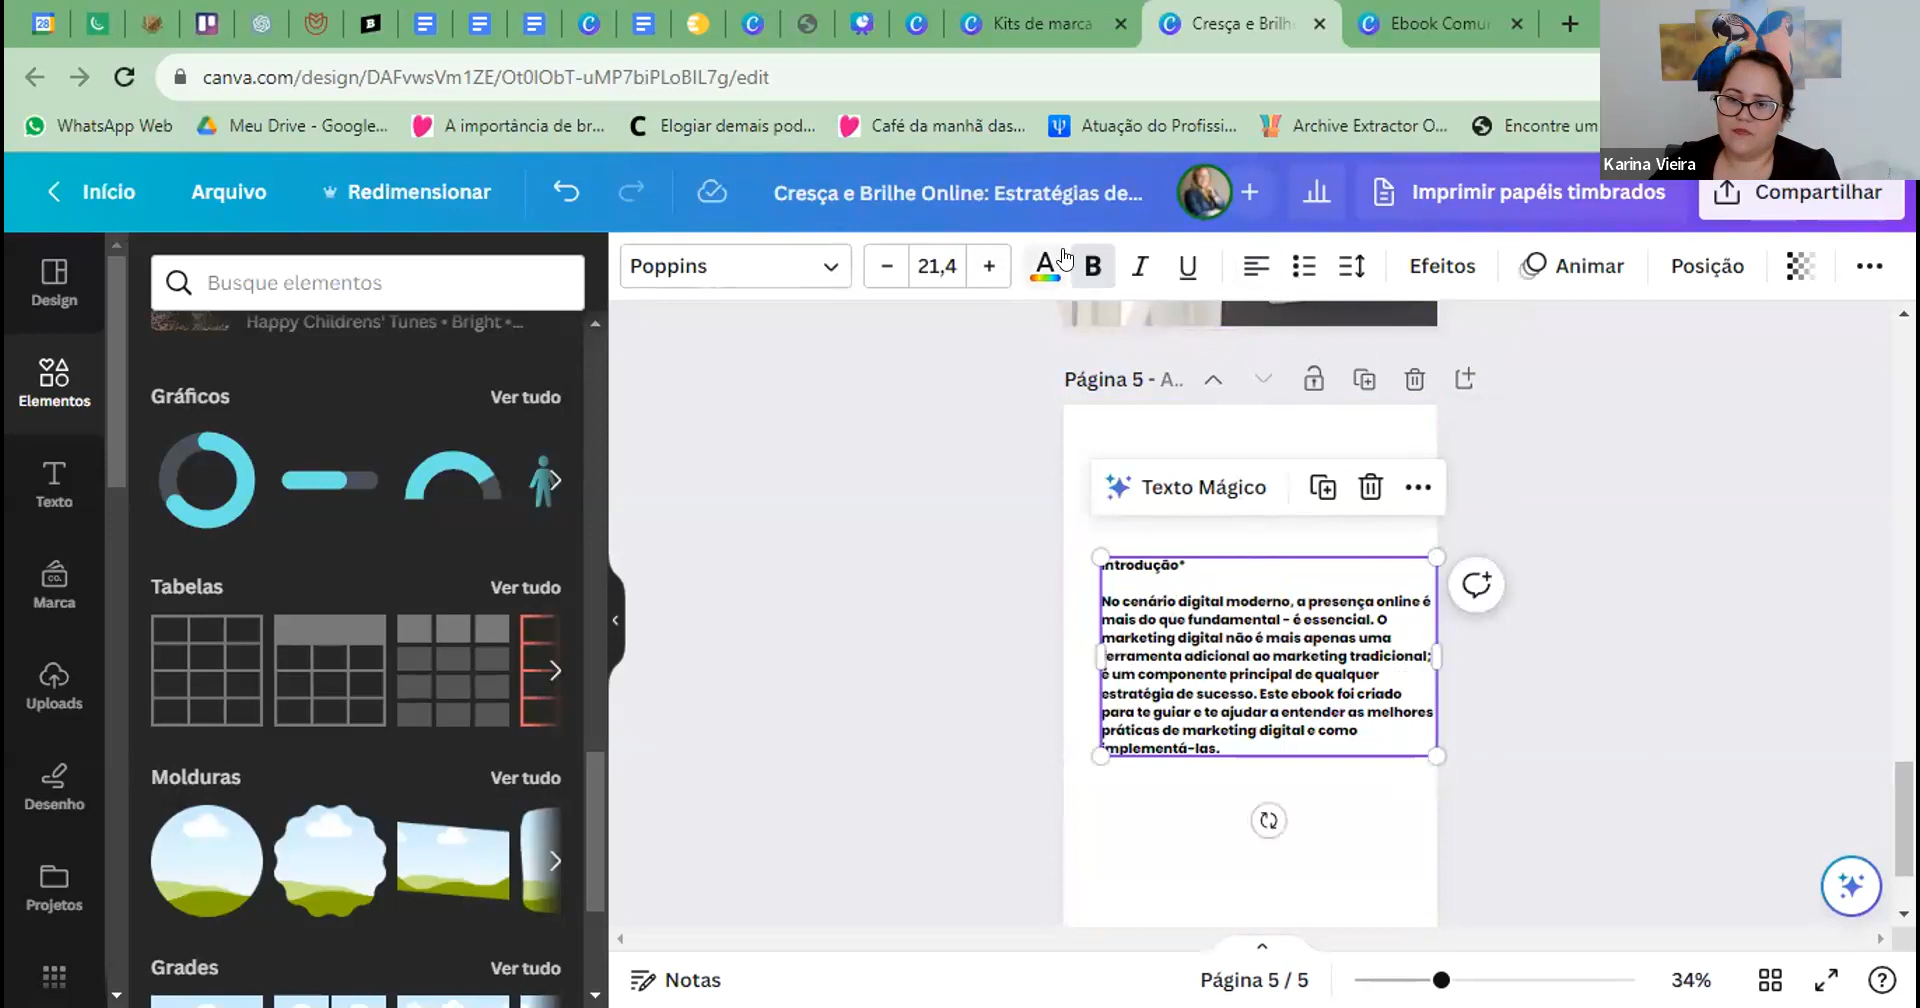 28
Kits de marca
Cresça e Brilh
Ebook Comu
canva.com/design/DAFvwsVm1ZE/Ot0lObT-uMP7biPLoBIL7g/edit
WhatsApp Web
Meu Drive - Google...
A importância de br...
Elogiar demais pod...
Café da manhã das...
Atuação do Profissi...
Archive Extractor O...
Encontre um
Karina Vieira
Início
Arquivo
Redimensionar
Cresça e Brilhe Online: Estratégias de...
Imprimir papéis timbrados
Compartilhar
Poppins
21,4
A
B
I
U
Efeitos
Animar
Posição
Design
Elementos
Texto
Marca
Uploads
Desenho
Projetos
Busque elementos
Happy Childrens' Tunes • Bright •...
Gráficos
Ver tudo
Tabelas
Ver tudo
Molduras
Ver tudo
Grades
Ver tudo
Página 5 - A..
Texto Mágico
Introdução*
No cenário digital moderno, a presença online é
mais do que fundamental - é essencial. O
marketing digital não é mais apenas uma
ferramenta adicional ao marketing tradicional;
é um componente principal de qualquer
estratégia de sucesso. Este ebook foi criado
para te guiar e te ajudar a entender as melhores
práticas de marketing digital e como
implementá-las.
Notas
Página 5 / 5
34%